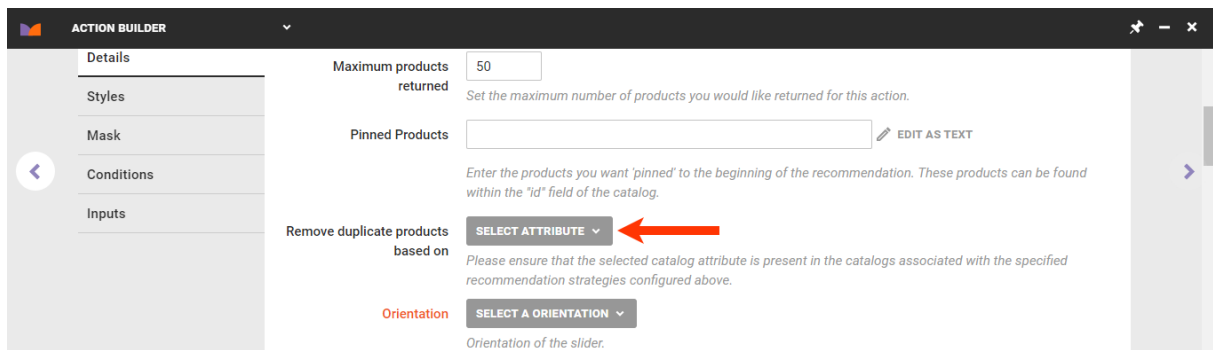 ACTION BUILDER
Details
Styles
Mask
Conditions
Inputs
Maximum products
returned
50
Set the maximum number of products you would like returned for this action.
Pinned Products
EDIT AS TEXT
Enter the products you want 'pinned' to the beginning of the recommendation. These products can be found
within the "id" field of the catalog.
Remove duplicate products
based on
SELECT ATTRIBUTE
Please ensure that the selected catalog attribute is present in the catalogs associated with the specified
recommendation strategies configured above.
Orientation
SELECT A ORIENTATION
Orientation of the slider.